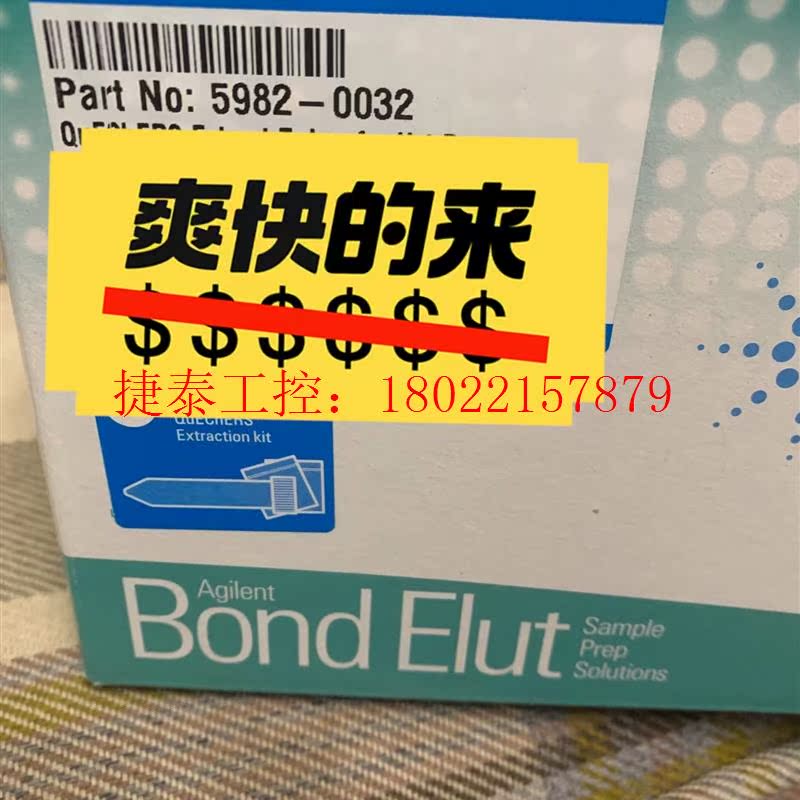 Part No: 5982-0032
爽快的来
$$$$$$
捷泰工控：18022157879
QuEChERS
Extraction kit
Agilent
Bond Elut
Sample
Prep
Solutions